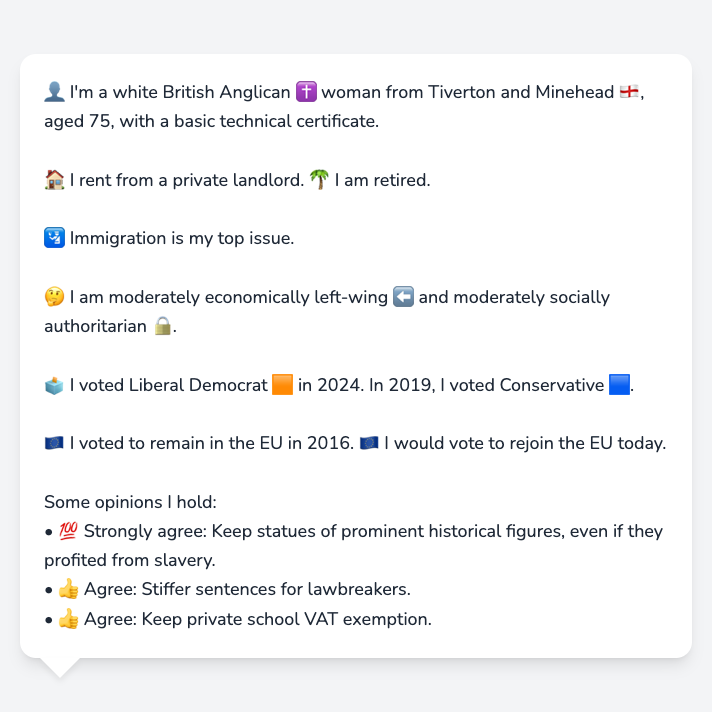 👤 I'm a white British Anglican ✝️ woman from Tiverton and Minehead 🏴󠁧󠁢󠁥󠁮󠁧󠁿,
aged 75, with a basic technical certificate.
🏠 I rent from a private landlord. 🌴 I am retired.
🛂 Immigration is my top issue.
🤔 I am moderately economically left-wing ⬅️ and moderately socially
authoritarian 🔒.
🗳️ I voted Liberal Democrat 🟧 in 2024. In 2019, I voted Conservative 🟦.
🇪🇺 I voted to remain in the EU in 2016. 🇪🇺 I would vote to rejoin the EU today.
Some opinions I hold:
• 💯 Strongly agree: Keep statues of prominent historical figures, even if they
profited from slavery.
• 👍 Agree: Stiffer sentences for lawbreakers.
• 👍 Agree: Keep private school VAT exemption.